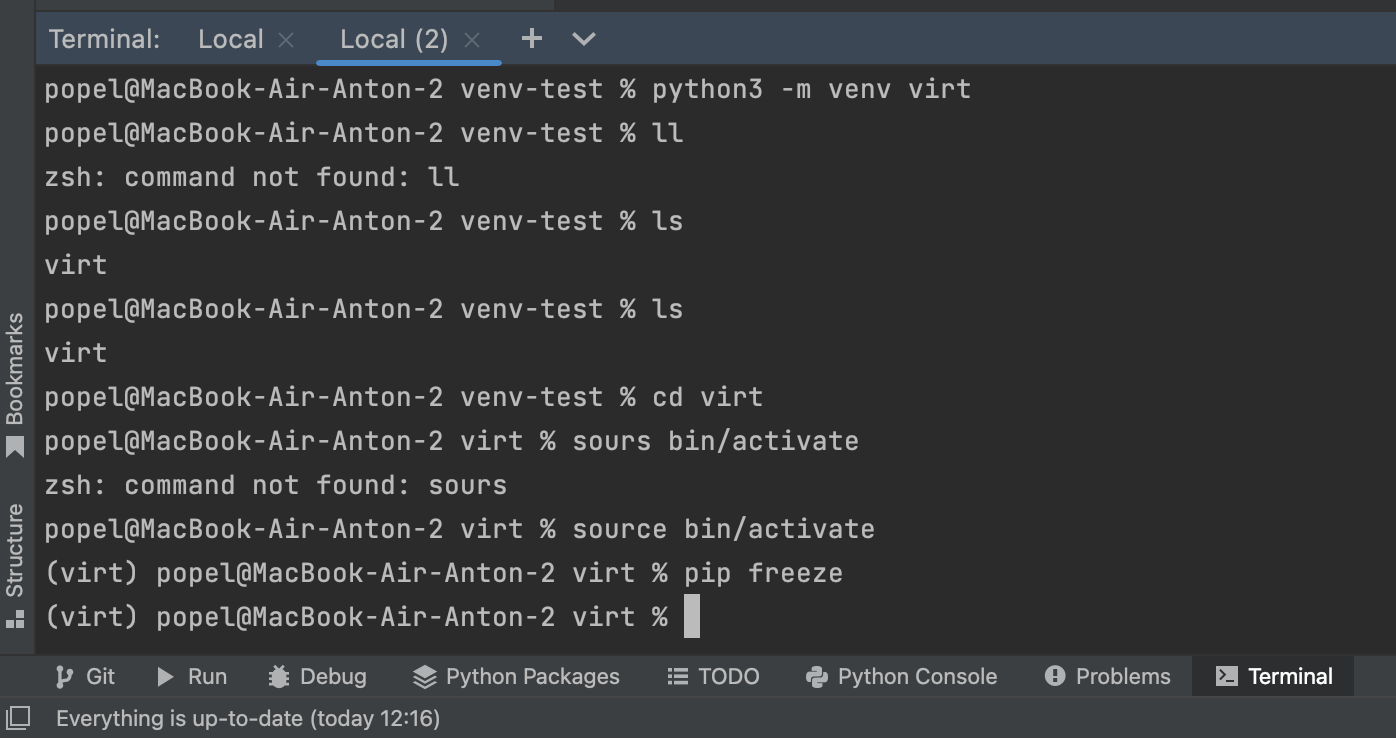 Terminal: Local Local (2)
popel@MacBook-Air-Anton-2 venv-test % python3 -m venv virt
popel@MacBook-Air-Anton-2 venv-test % ll
zsh: command not found: ll
popel@MacBook-Air-Anton-2 venv-test % ls
virt
popel@MacBook-Air-Anton-2 venv-test % ls
virt
popel@MacBook-Air-Anton-2 venv-test % cd virt
popel@MacBook-Air-Anton-2 virt % sours bin/activate
zsh: command not found: sours
popel@MacBook-Air-Anton-2 virt % source bin/activate
(virt) popel@MacBook-Air-Anton-2 virt % pip freeze
(virt) popel@MacBook-Air-Anton-2 virt %
Bookmarks
Structure
Git Run Debug Python Packages TODO Python Console Problems Terminal
Everything is up-to-date (today 12:16)